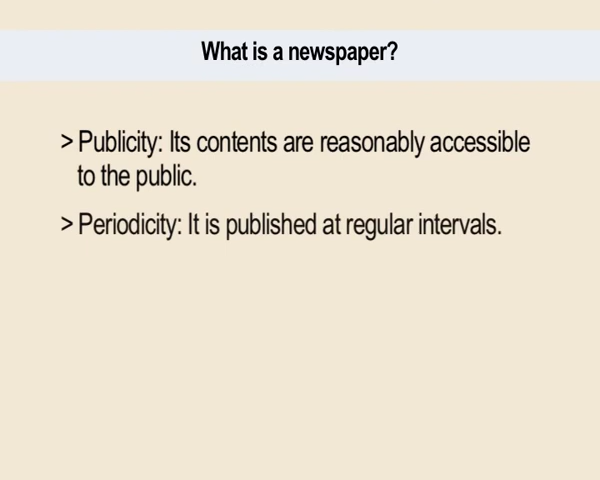 What is a newspaper?
> Publicity: Its contents are reasonably accessible
to the public.
> Periodicity: It is published at regular intervals.